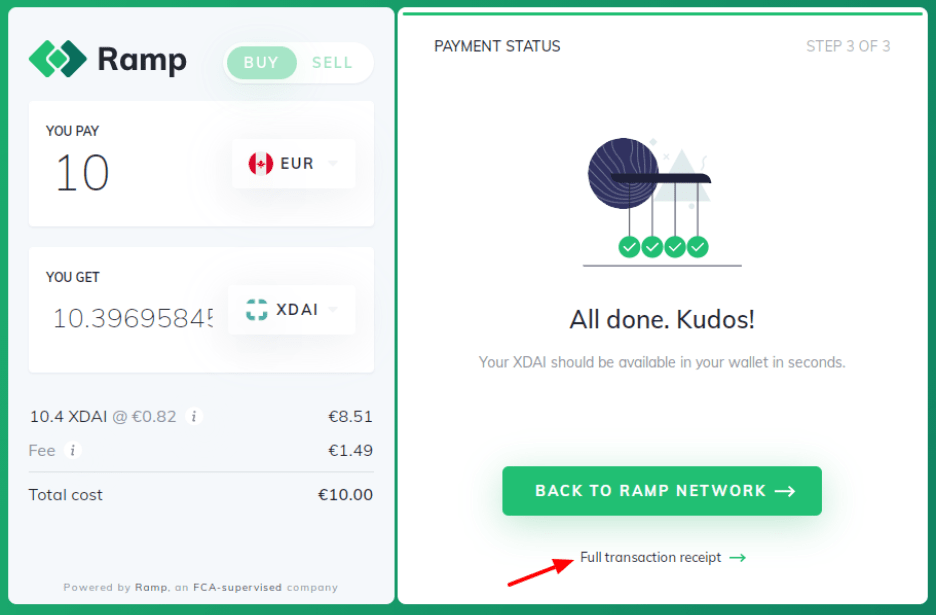 Ramp
BUY SELL
YOU PAY
10
EUR
YOU GET
10.39695845
XDAI
10.4 XDAI @ €0.82 i €8.51
Fee i €1.49
Total cost €10.00
Powered by Ramp, an FCA-supervised company
PAYMENT STATUS STEP 3 OF 3
All done. Kudos!
Your XDAI should be available in your wallet in seconds.
BACK TO RAMP NETWORK →
Full transaction receipt →